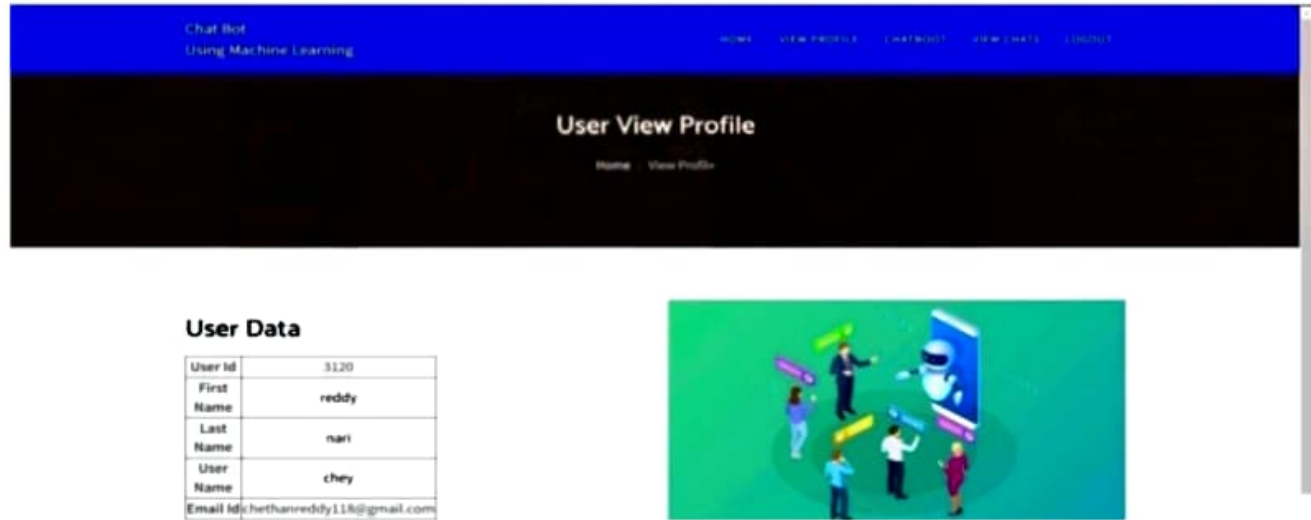 Chat Bot
Using Machine Learning
HOME VIEW PROFILE CHATBOOT VIEW CHATS LOGOUT
User View Profile
Home / View Profile
User Data
User Id 3120
First Name reddy
Last Name nari
User Name chey
Email Id chethanreddy118@gmail.com